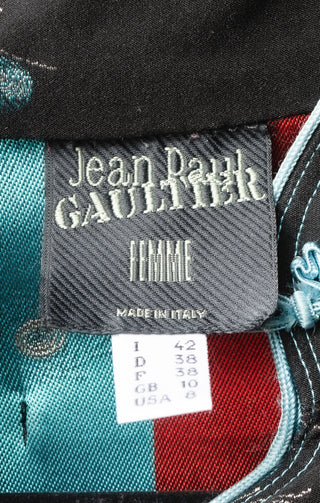 Jean Paul
GAULTIER
FEMME
MADE IN ITALY
I 42
D 38
F 38
GB 10
USA 8